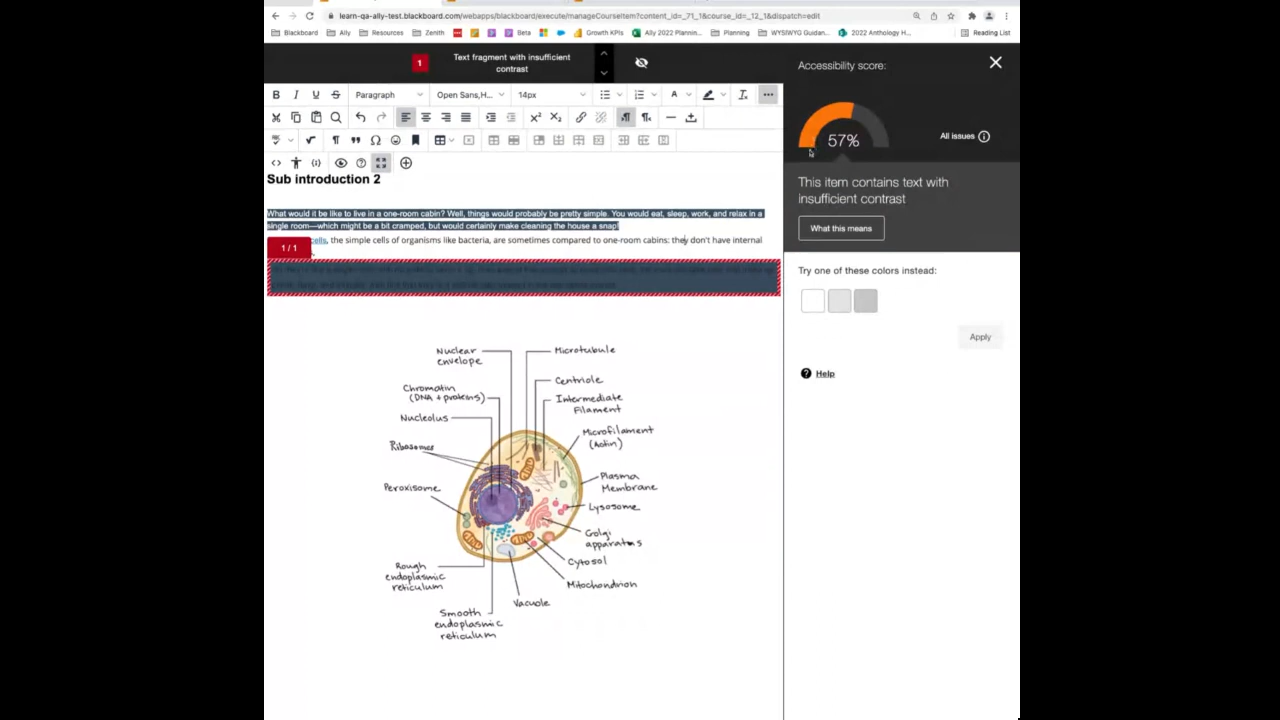 learn-qa-ally-test.blackboard.com/webapps/blackboard/execute/manageCourseItem?content_id=_71_1&course_id=_12_1&dispatch=edit
Blackboard Ally Resources Zenith Beta Growth KPIs Ally 2022 Plannin... Planning WYSIWYG Guidan... 2022 Anthology H... Reading List
1
Text fragment with insufficient
contrast
Accessibility score:
57%
All issues
B I U S Paragraph Open Sans,H... 14px
Sub introduction 2
What would it be like to live in a one-room cabin? Well, things would probably be pretty simple. You would eat, sleep, work, and relax in a
single room—which might be a bit cramped, but would certainly make cleaning the house a snap!
cells, the simple cells of organisms like bacteria, are sometimes compared to one-room cabins: they don't have internal
1 / 1
This item contains text with
insufficient contrast
What this means
Try one of these colors instead:
Apply
Help
Nuclear
envelope
Microtubule
Chromatin
(DNA + proteins)
Centriole
Intermediate
Filament
Nucleolus
Microfilament
(Actin)
Ribosomes
Plasma
Membrane
Peroxisome
Lysosome
Golgi
apparatus
Cytosol
Rough
endoplasmic
reticulum
Mitochondrion
Vacuole
Smooth
endoplasmic
reticulum